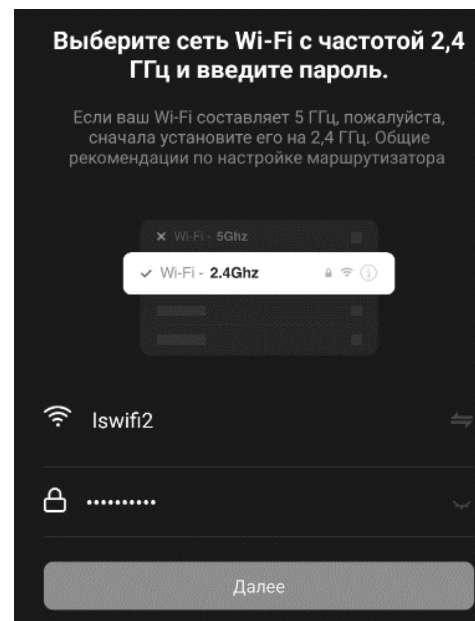 Выберите сеть Wi-Fi с частотой 2,4
ГГц и введите пароль.
Если ваш Wi-Fi составляет 5 ГГц, пожалуйста,
сначала установите его на 2,4 ГГц. Общие
рекомендации по настройке маршрутизатора
Wi-Fi - 5Ghz
Wi-Fi - 2.4Ghz
lswifi2
••••••••••
Далее